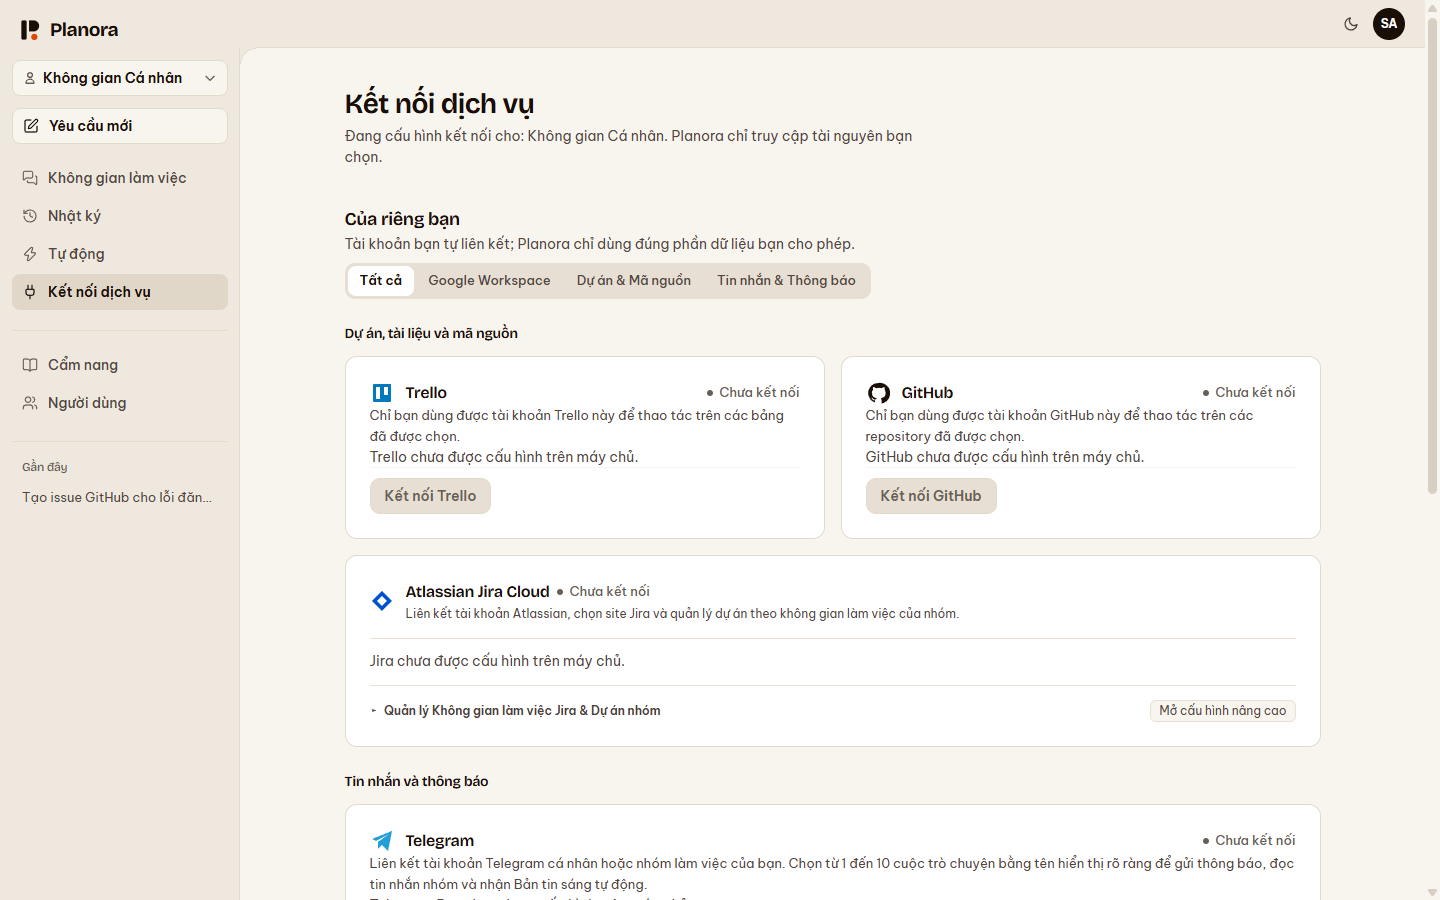 Planora
SA
Không gian Cá nhân
Yêu cầu mới
Không gian làm việc
Nhật ký
Tự động
Kết nối dịch vụ
Cẩm nang
Người dùng
Gần đây
Tạo issue GitHub cho lỗi đăn...
Kết nối dịch vụ
Đang cấu hình kết nối cho: Không gian Cá nhân. Planora chỉ truy cập tài nguyên bạn
chọn.
Của riêng bạn
Tài khoản bạn tự liên kết; Planora chỉ dùng đúng phần dữ liệu bạn cho phép.
Tất cả Google Workspace Dự án & Mã nguồn Tin nhắn & Thông báo
Dự án, tài liệu và mã nguồn
Trello Chưa kết nối
Chỉ bạn dùng được tài khoản Trello này để thao tác trên các bảng
đã được chọn.
Trello chưa được cấu hình trên máy chủ.
Kết nối Trello
GitHub Chưa kết nối
Chỉ bạn dùng được tài khoản GitHub này để thao tác trên các
repository đã được chọn.
GitHub chưa được cấu hình trên máy chủ.
Kết nối GitHub
Atlassian Jira Cloud Chưa kết nối
Liên kết tài khoản Atlassian, chọn site Jira và quản lý dự án theo không gian làm việc của nhóm.
Jira chưa được cấu hình trên máy chủ.
Quản lý Không gian làm việc Jira & Dự án nhóm Mở cấu hình nâng cao
Tin nhắn và thông báo
Telegram Chưa kết nối
Liên kết tài khoản Telegram cá nhân hoặc nhóm làm việc của bạn. Chọn từ 1 đến 10 cuộc trò chuyện bằng tên hiển thị rõ ràng để gửi thông báo, đọc
tin nhắn nhóm và nhận Bản tin sáng tự động.